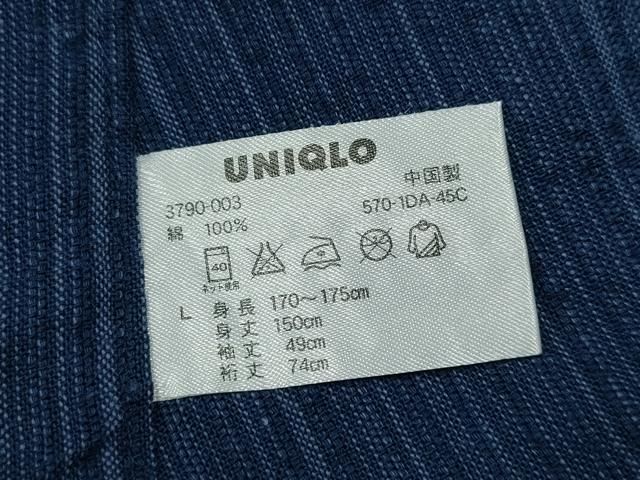 UNIQLO
中国製
3790-003
570-1DA-45C
綿 100%
40
ネット使用
L 身長 170～175cm
身丈 150cm
袖丈 49cm
裄丈 74cm